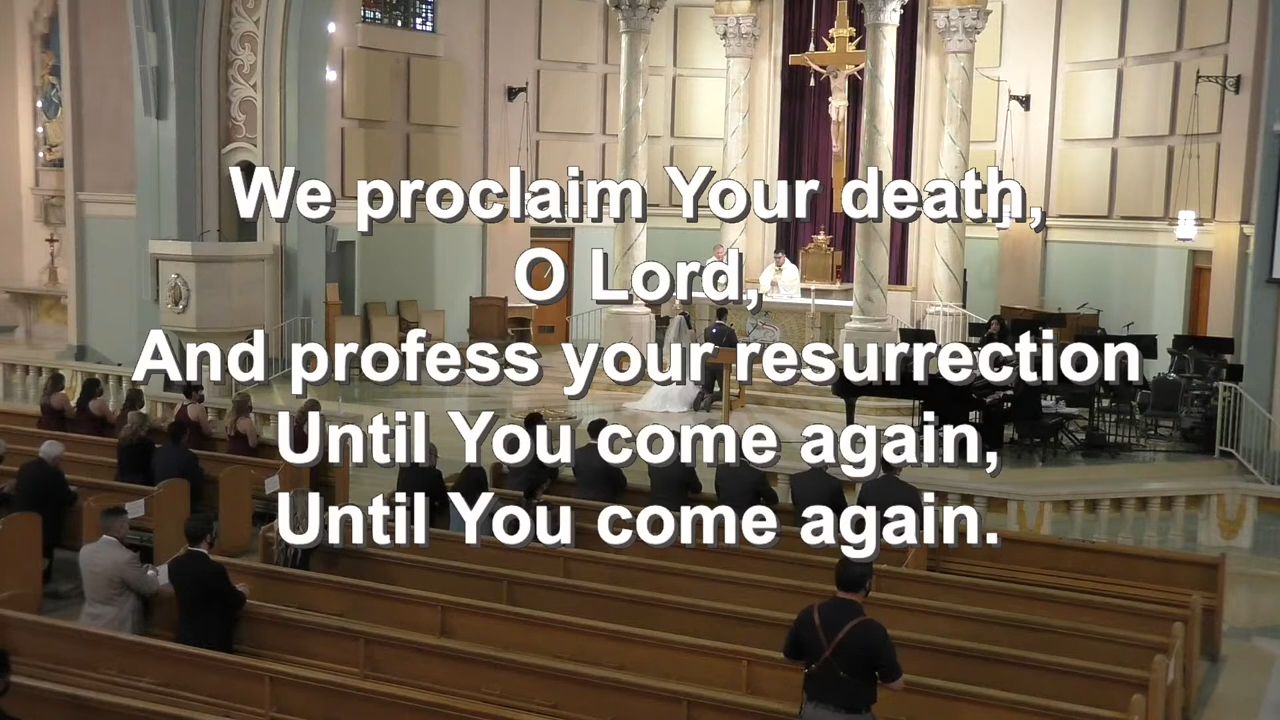 We proclaim Your death,
O Lord,
And profess your resurrection
Until You come again,
Until You come again.